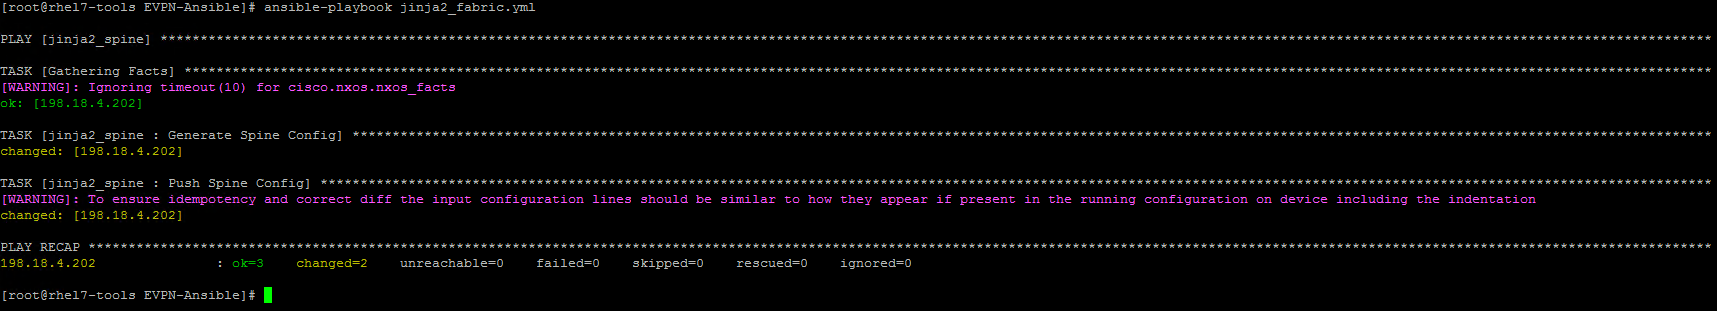 [root@rhel7-tools EVPN-Ansible]# ansible-playbook jinja2_fabric.yml
PLAY [jinja2_spine] **************************************************************************************************************************************************************************************************
TASK [Gathering Facts] ***********************************************************************************************************************************************************************************************
[WARNING]: Ignoring timeout(10) for cisco.nxos.nxos_facts
ok: [198.18.4.202]
TASK [jinja2_spine : Generate Spine Config] **************************************************************************************************************************************************************************
changed: [198.18.4.202]
TASK [jinja2_spine : Push Spine Config] ******************************************************************************************************************************************************************************
[WARNING]: To ensure idempotency and correct diff the input configuration lines should be similar to how they appear if present in the running configuration on device including the indentation
changed: [198.18.4.202]
PLAY RECAP ***********************************************************************************************************************************************************************************************************
198.18.4.202               : ok=3    changed=2    unreachable=0    failed=0    skipped=0    rescued=0    ignored=0
[root@rhel7-tools EVPN-Ansible]#